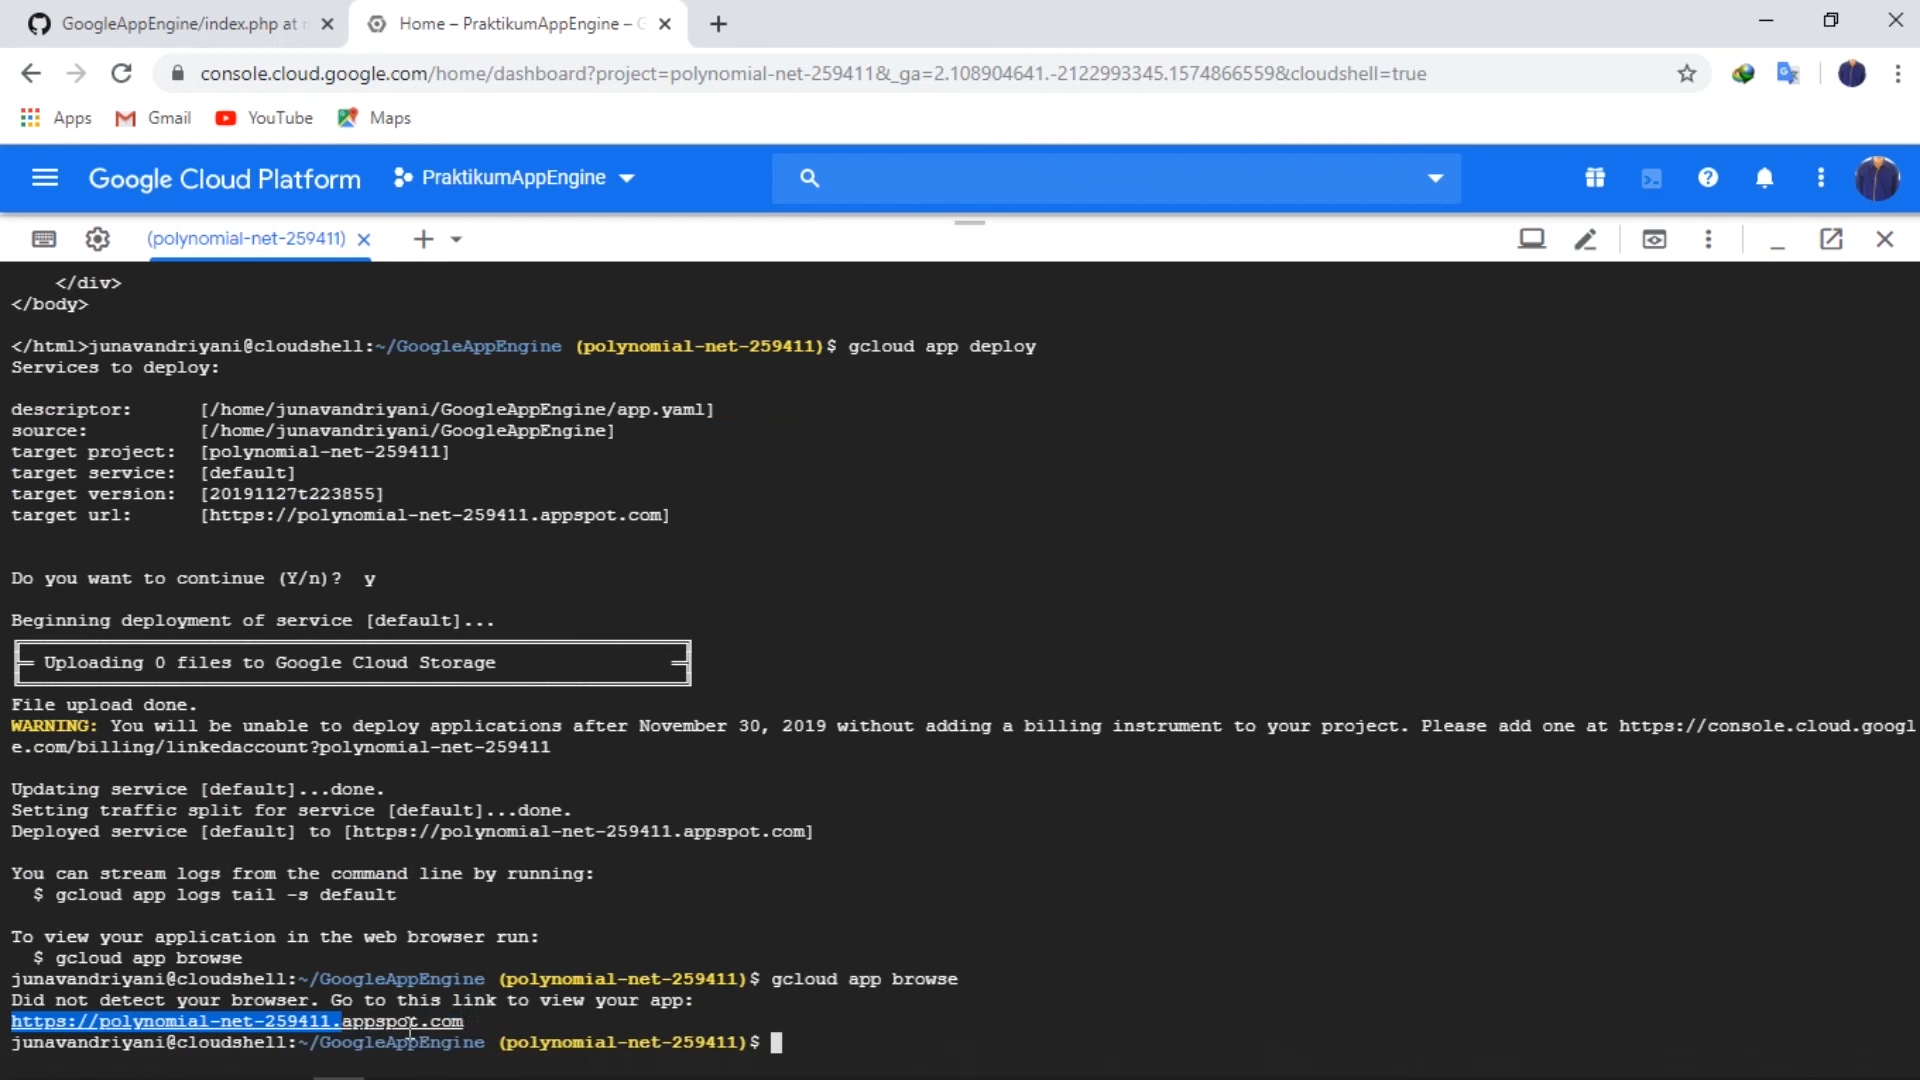 GoogleAppEngine/index.php at
Home – PraktikumAppEngine –
console.cloud.google.com/home/dashboard?project=polynomial-net-259411&_ga=2.108904641.-2122993345.1574866559&cloudshell=true
Apps
Gmail
YouTube
Maps
Google Cloud Platform
PraktikumAppEngine
(polynomial-net-259411)
</div>
</body>
</html>junavandriyani@cloudshell:~/GoogleAppEngine (polynomial-net-259411)$ gcloud app deploy
Services to deploy:
descriptor: [/home/junavandriyani/GoogleAppEngine/app.yaml]
source: [/home/junavandriyani/GoogleAppEngine]
target project: [polynomial-net-259411]
target service: [default]
target version: [20191127t223855]
target url: [https://polynomial-net-259411.appspot.com]
Do you want to continue (Y/n)? y
Beginning deployment of service [default]...
Uploading 0 files to Google Cloud Storage
File upload done.
WARNING: You will be unable to deploy applications after November 30, 2019 without adding a billing instrument to your project. Please add one at https://console.cloud.googl
e.com/billing/linkedaccount?polynomial-net-259411
Updating service [default]...done.
Setting traffic split for service [default]...done.
Deployed service [default] to [https://polynomial-net-259411.appspot.com]
You can stream logs from the command line by running:
$ gcloud app logs tail -s default
To view your application in the web browser run:
$ gcloud app browse
junavandriyani@cloudshell:~/GoogleAppEngine (polynomial-net-259411)$ gcloud app browse
Did not detect your browser. Go to this link to view your app:
https://polynomial-net-259411.appspot.com
junavandriyani@cloudshell:~/GoogleAppEngine (polynomial-net-259411)$